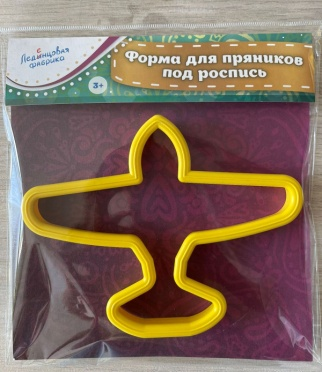 Леденцовая
фабрика
Форма для пряников
под роспись
3+